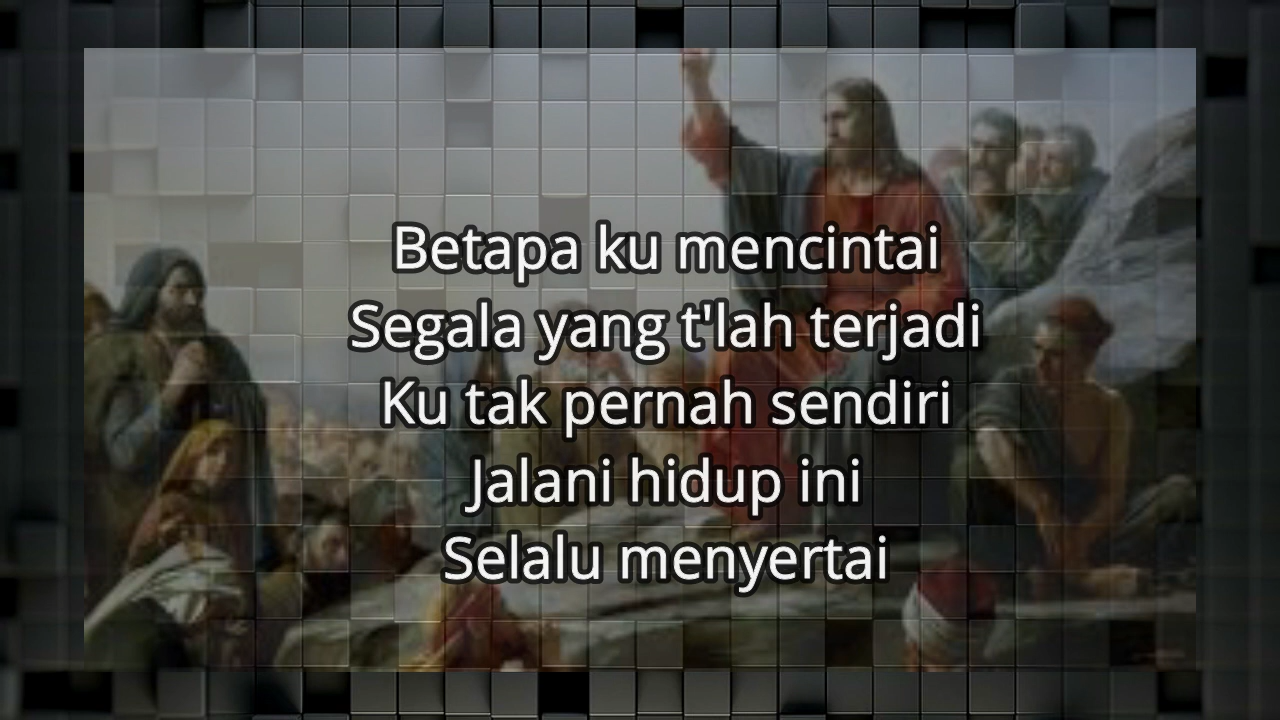 Betapa ku mencintai
Segala yang t'lah terjadi
Ku tak pernah sendiri
Jalani hidup ini
Selalu menyertai